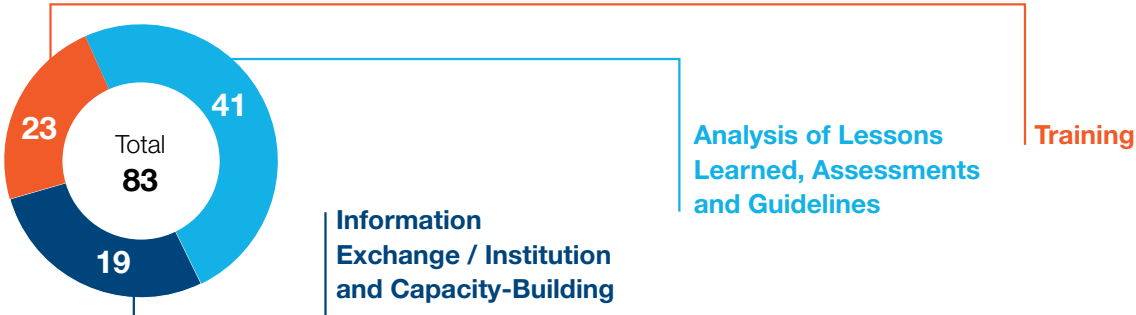 41
23
Total
83
19
Analysis of Lessons
Learned, Assessments
and Guidelines
Training
Information
Exchange / Institution
and Capacity-Building